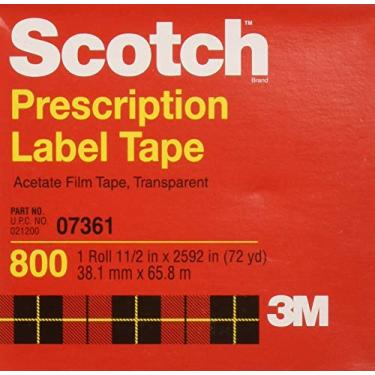 Scotch™
Brand
Prescription
Label Tape
Acetate Film Tape, Transparent
PART NO.
U.P.C. NO. 07361
021200
800 1 Roll 11/2 in x 2592 in (72 yd)
38.1 mm x 65.8 m
3M